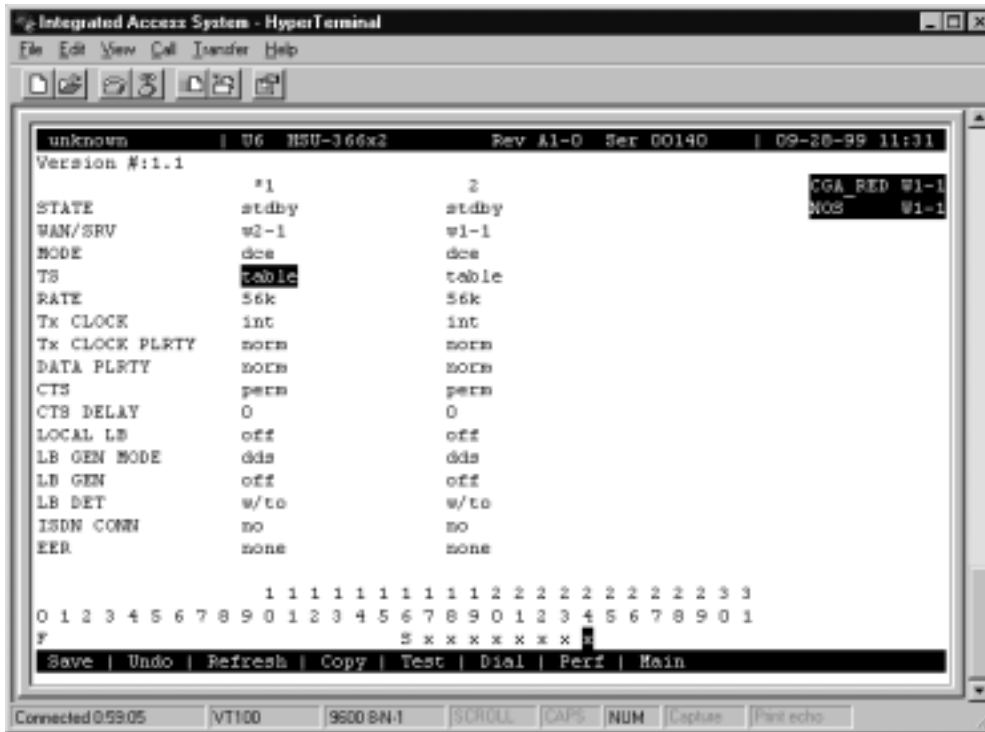 Integrated Access System - HyperTerminal
File Edit View Call Transfer Help
unknown | U6 HSU-366x2 Rev A1-0 Ser 00140 | 09-28-99 11:31
Version #:1.1
*1 2 CGA_RED W1-1
STATE stdby stdby NOS W1-1
WAN/SRV w2-1 w1-1
MODE dce dce
TS table table
RATE 56k 56k
Tx CLOCK int int
Tx CLOCK PLRTY norm norm
DATA PLRTY norm norm
CTS perm perm
CTS DELAY 0 0
LOCAL LB off off
LB GEN MODE dds dds
LB GEN off off
LB DET w/to w/to
ISDN CONN no no
EER none none
1 1 1 1 1 1 1 1 1 1 2 2 2 2 2 2 2 2 2 2 3 3
0 1 2 3 4 5 6 7 8 9 0 1 2 3 4 5 6 7 8 9 0 1 2 3 4 5 6 7 8 9 0 1
F S x x x x x x x x
Save | Undo | Refresh | Copy | Test | Dial | Perf | Main
Connected 0:59:05 VT100 9600 8-N-1 SCROLL CAPS NUM Capture Print echo